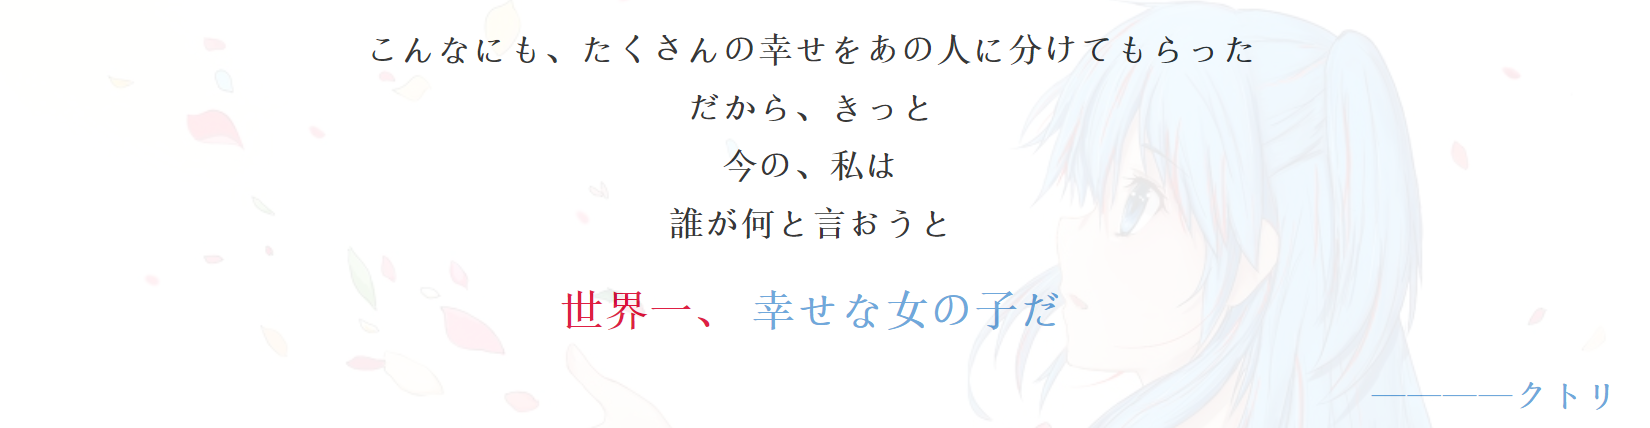 こんなにも、たくさんの幸せをあの人に分けてもらった
だから、きっと
今の、私は
誰が何と言おうと
世界一、 幸せな女の子だ
————クトリ